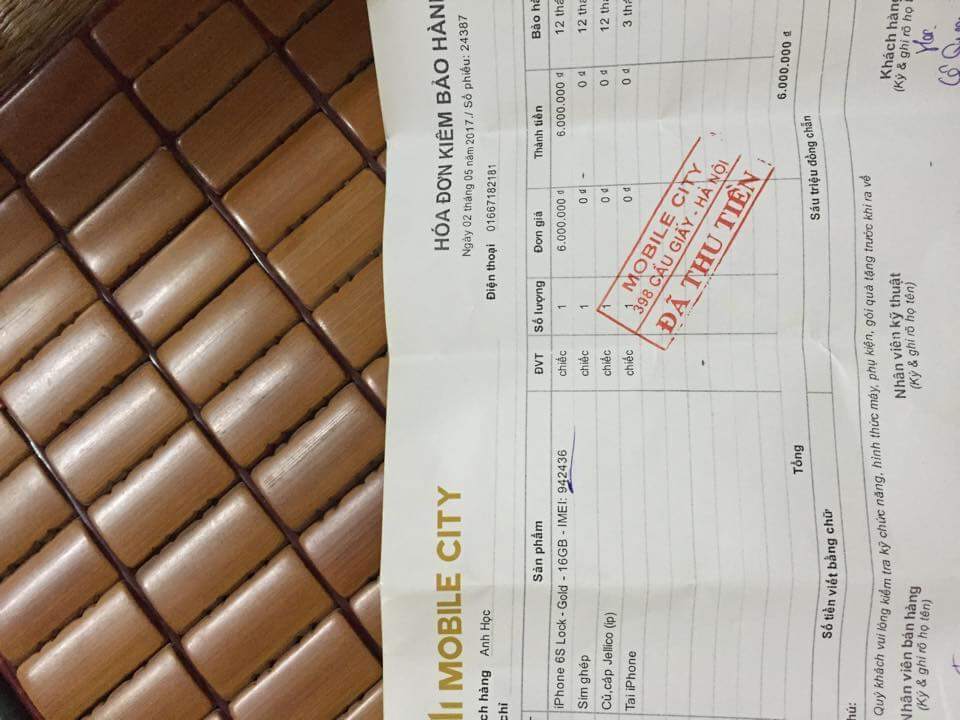 MOBILE CITY
HÓA ĐƠN KIÊM BẢO HÀNH
Ngày 02 tháng 05 năm 2017 / Số phiếu: 24387
hàng Anh Học
Điện thoại 01667182181
chỉ
Sản phẩm ĐVT Số lượng Đơn giá Thành tiền Bảo
iPhone 6S Lock - Gold - 16GB - IMEI: 942436 chiếc 1 6.000.000 đ 6.000.000 đ 12
Sim ghép chiếc 1 0 đ 0 đ 12
Củ,cáp Jellico (ip) chiếc 1 0 đ 0 đ 12
Tai iPhone chiếc 1 0 đ 0 đ 3
MOBILE CITY
398 CẦU GIẤY - HÀ NỘI
ĐÃ THU TIỀN
Tổng 6.000.000 đ
Số tiền viết bằng chữ Sáu triệu đồng chẵn
Quý khách vui lòng kiểm tra kỹ chức năng, hình thức máy, phụ kiện, gói quà tặng trước khi ra về
Nhân viên bán hàng Nhân viên kỹ thuật Khách hàng
(Ký & ghi rõ họ tên) (Ký & ghi rõ họ tên) (Ký & ghi rõ họ